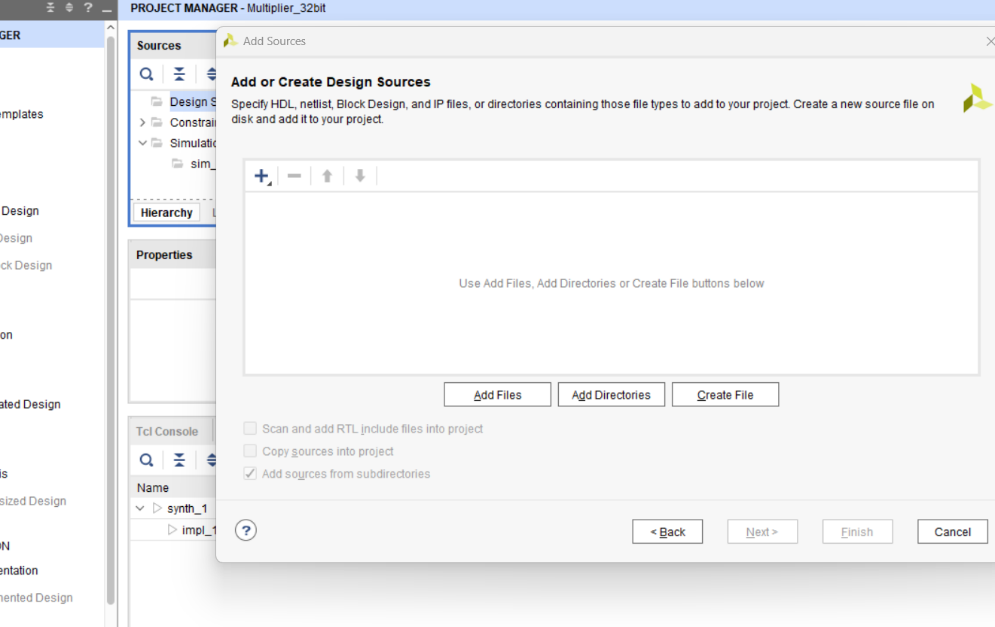 PROJECT MANAGER - Multiplier_32bit
GER
emplates
Design
Design
ck Design
on
ated Design
is
sized Design
ON
entation
mented Design
Sources
Design S
Constrai
Simulatio
sim_
Hierarchy
L
Properties
Tcl Console
Name
synth_1
impl_1
Add Sources
Add or Create Design Sources
Specify HDL, netlist, Block Design, and IP files, or directories containing those file types to add to your project. Create a new source file on
disk and add it to your project.
Use Add Files, Add Directories or Create File buttons below
Add Files Add Directories Create File
Scan and add RTL include files into project
Copy sources into project
Add sources from subdirectories
? < Back Next > Finish Cancel